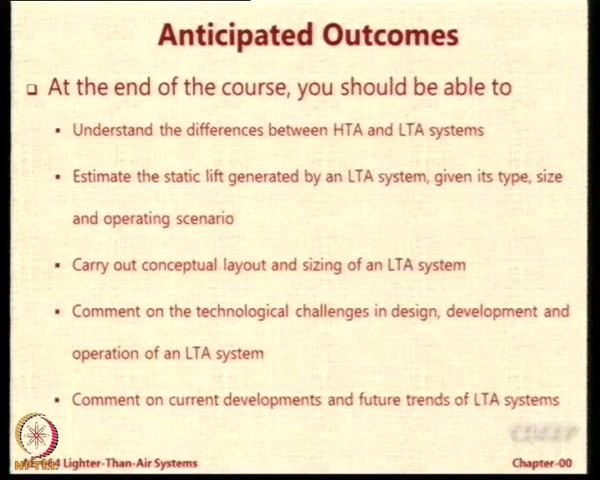 Anticipated Outcomes
At the end of the course, you should be able to
Understand the differences between HTA and LTA systems
Estimate the static lift generated by an LTA system, given its type, size
and operating scenario
Carry out conceptual layout and sizing of an LTA system
Comment on the technological challenges in design, development and
operation of an LTA system
Comment on current developments and future trends of LTA systems
NPTEL
Lighter-Than-Air Systems
Chapter-00